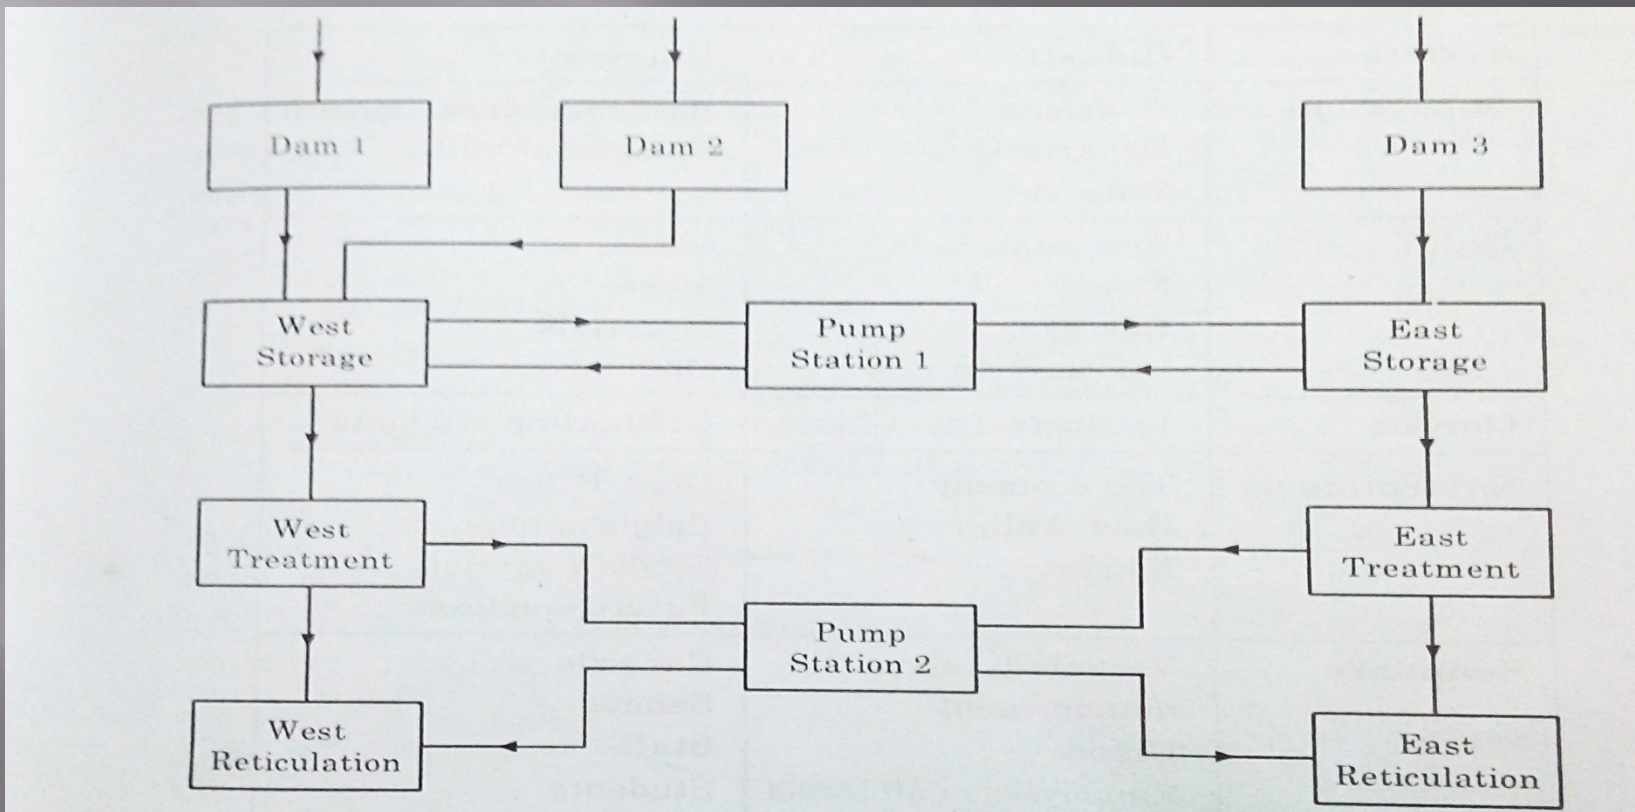 Dam 1
Dam 2
Dam 3
West
Storage
Pump
Station 1
East
Storage
West
Treatment
East
Treatment
Pump
Station 2
West
Reticulation
East
Reticulation